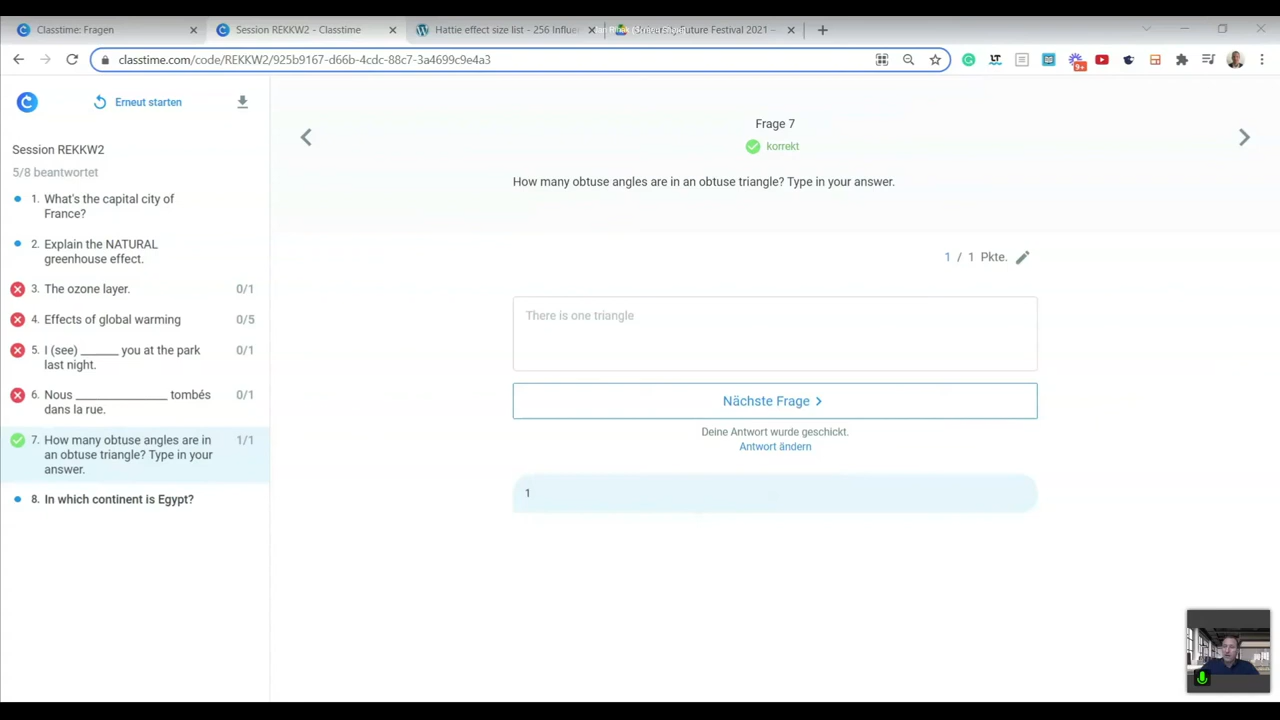 Classtime: Fragen
Session REKKW2 - Classtime
Hattie effect size list - 256 Influe
Future Festival 2021 –
classtime.com/code/REKKW2/925b9167-d66b-4cdc-88c7-3a4699c9e4a3
9+
Erneut starten
Session REKKW2
5/8 beantwortet
1. What's the capital city of
France?
2. Explain the NATURAL
greenhouse effect.
3. The ozone layer. 0/1
4. Effects of global warming 0/5
5. I (see) ______ you at the park 0/1
last night.
6. Nous _______________ tombés 0/1
dans la rue.
7. How many obtuse angles are in 1/1
an obtuse triangle? Type in your
answer.
8. In which continent is Egypt?
Frage 7
korrekt
How many obtuse angles are in an obtuse triangle? Type in your answer.
1 / 1 Pkte.
There is one triangle
Nächste Frage
Deine Antwort wurde geschickt.
Antwort ändern
1